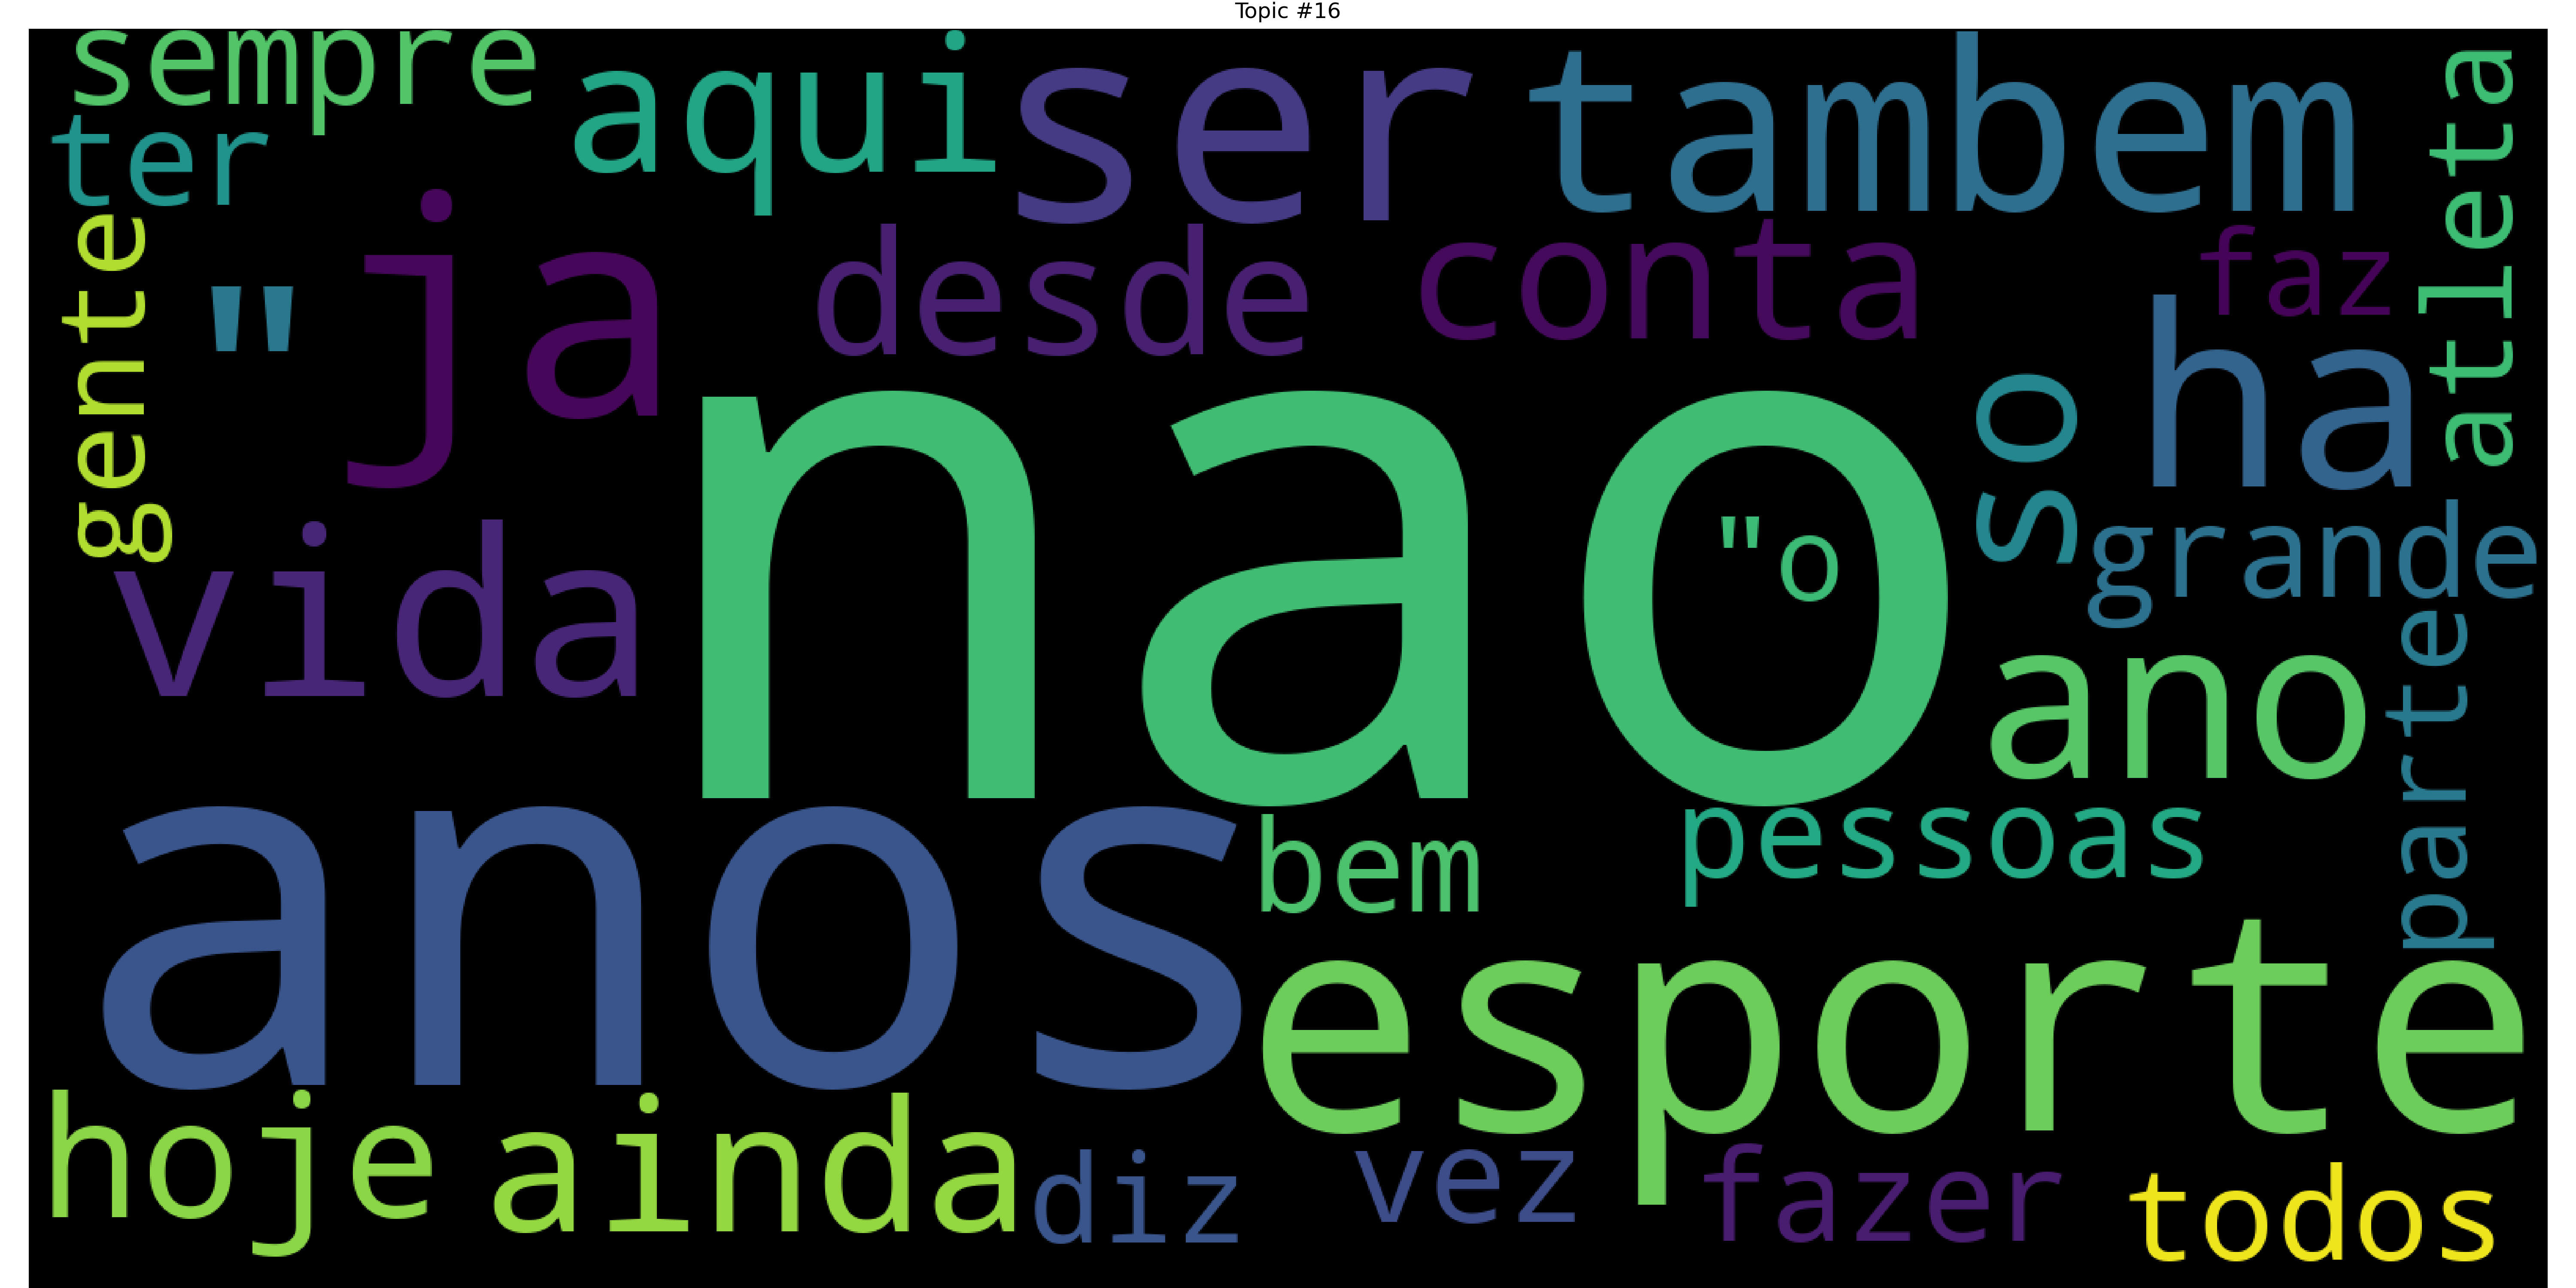 Topic #16
sempre
aqui
ser
tambem
atleta
ter
gente
"
ja
desde
conta
faz
ha
so
nao
"o
grande
vida
ano
parte
anos
bem
pessoas
esporte
hoje
ainda
diz
vez
fazer
todos